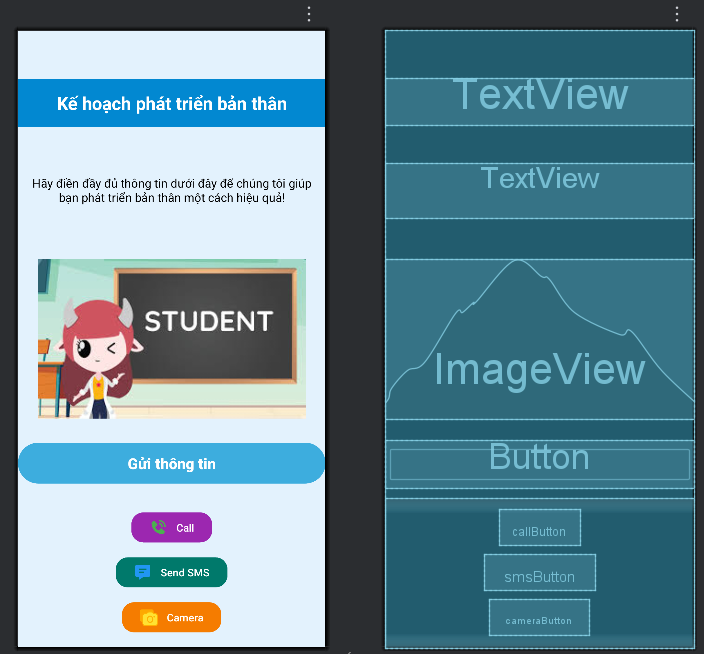 Kế hoạch phát triển bản thân
Hãy điền đầy đủ thông tin dưới đây để chúng tôi giúp
bạn phát triển bản thân một cách hiệu quả!
STUDENT
Gửi thông tin
Call
Send SMS
Camera
TextView
TextView
ImageView
Button
callButton
smsButton
cameraButton